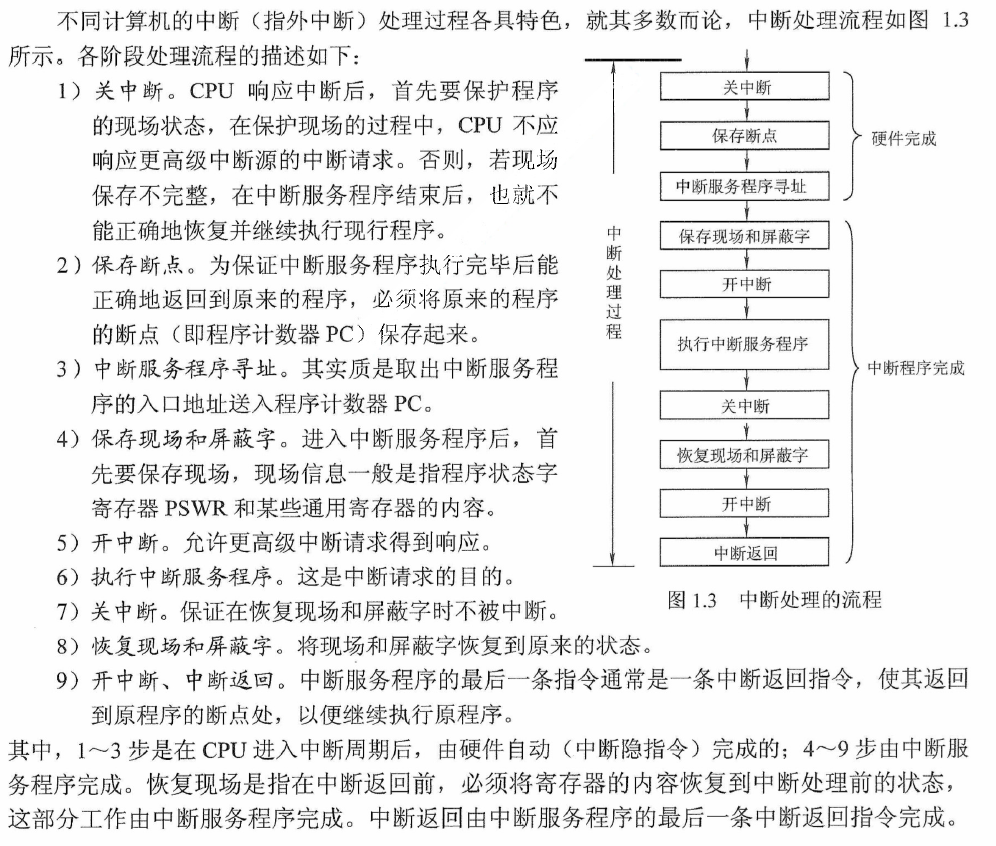 不同计算机的中断（指外中断）处理过程各具特色，就其多数而论，中断处理流程如图 1.3
所示。各阶段处理流程的描述如下：
1）关中断。CPU 响应中断后，首先要保护程序
的现场状态，在保护现场的过程中，CPU 不应
响应更高级中断源的中断请求。否则，若现场
保存不完整，在中断服务程序结束后，也就不
能正确地恢复并继续执行现行程序。
2）保存断点。为保证中断服务程序执行完毕后能
正确地返回到原来的程序，必须将原来的程序
的断点（即程序计数器 PC）保存起来。
3）中断服务程序寻址。其实质是取出中断服务程
序的入口地址送入程序计数器 PC。
4）保存现场和屏蔽字。进入中断服务程序后，首
先要保存现场，现场信息一般是指程序状态字
寄存器 PSWR 和某些通用寄存器的内容。
5）开中断。允许更高级中断请求得到响应。
6）执行中断服务程序。这是中断请求的目的。
7）关中断。保证在恢复现场和屏蔽字时不被中断。
8）恢复现场和屏蔽字。将现场和屏蔽字恢复到原来的状态。
9）开中断、中断返回。中断服务程序的最后一条指令通常是一条中断返回指令，使其返回
到原程序的断点处，以便继续执行原程序。
中断处理过程
关中断
保存断点
中断服务程序寻址
硬件完成
保存现场和屏蔽字
开中断
执行中断服务程序
关中断
恢复现场和屏蔽字
开中断
中断返回
中断程序完成
图 1.3 中断处理的流程
其中，1～3 步是在 CPU 进入中断周期后，由硬件自动（中断隐指令）完成的；4～9 步由中断服
务程序完成。恢复现场是指在中断返回前，必须将寄存器的内容恢复到中断处理前的状态，
这部分工作由中断服务程序完成。中断返回由中断服务程序的最后一条中断返回指令完成。